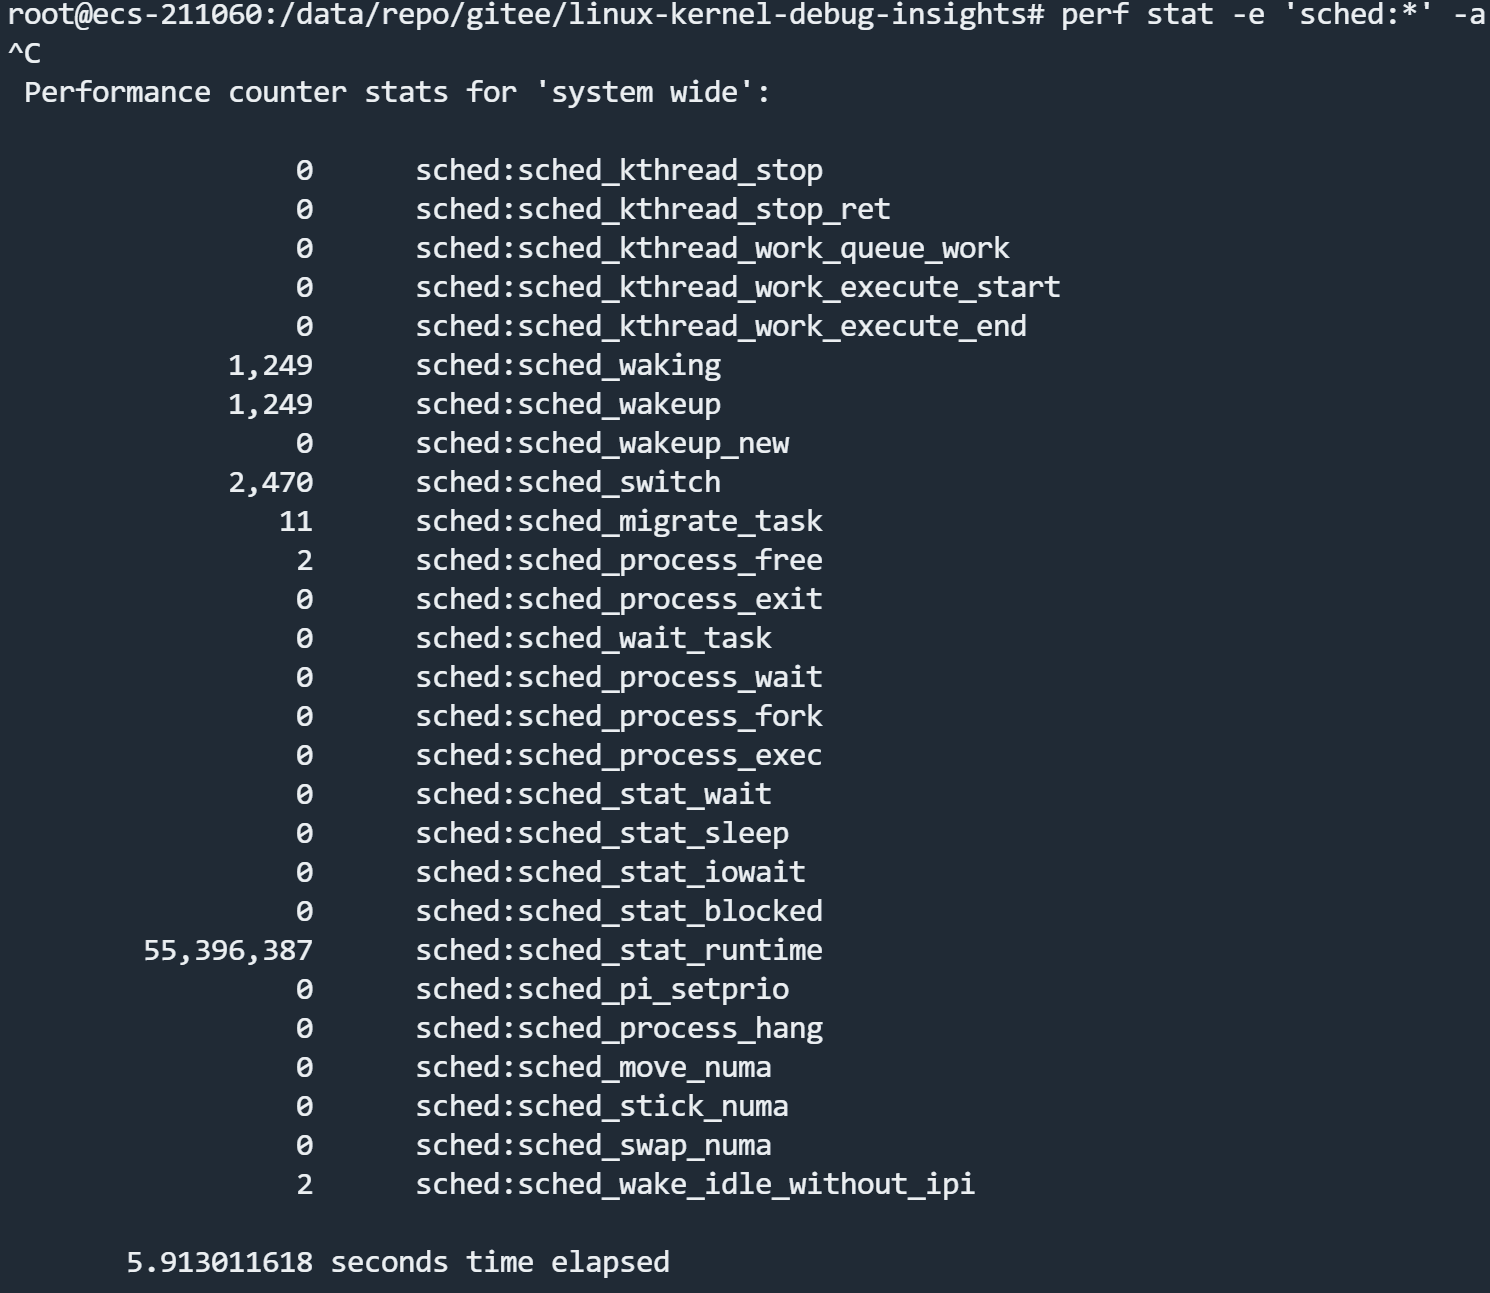 root@ecs-211060:/data/repo/gitee/linux-kernel-debug-insights# perf stat -e 'sched:*' -a
^C
 Performance counter stats for 'system wide':

                 0      sched:sched_kthread_stop
                 0      sched:sched_kthread_stop_ret
                 0      sched:sched_kthread_work_queue_work
                 0      sched:sched_kthread_work_execute_start
                 0      sched:sched_kthread_work_execute_end
             1,249      sched:sched_waking
             1,249      sched:sched_wakeup
                 0      sched:sched_wakeup_new
             2,470      sched:sched_switch
                11      sched:sched_migrate_task
                 2      sched:sched_process_free
                 0      sched:sched_process_exit
                 0      sched:sched_wait_task
                 0      sched:sched_process_wait
                 0      sched:sched_process_fork
                 0      sched:sched_process_exec
                 0      sched:sched_stat_wait
                 0      sched:sched_stat_sleep
                 0      sched:sched_stat_iowait
                 0      sched:sched_stat_blocked
        55,396,387      sched:sched_stat_runtime
                 0      sched:sched_pi_setprio
                 0      sched:sched_process_hang
                 0      sched:sched_move_numa
                 0      sched:sched_stick_numa
                 0      sched:sched_swap_numa
                 2      sched:sched_wake_idle_without_ipi

       5.913011618 seconds time elapsed